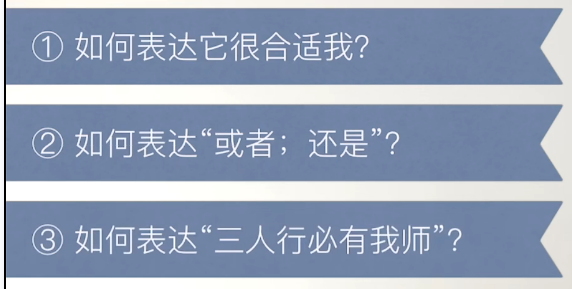 ① 如何表达它很合适我？
② 如何表达“或者；还是”？
③ 如何表达“三人行必有我师”？